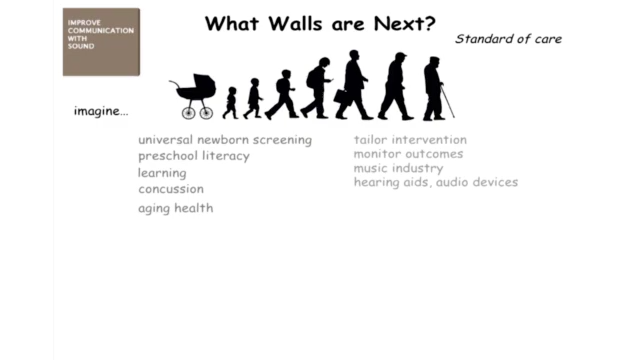 IMPROVE
COMMUNICATION
WITH
SOUND
What Walls are Next?
Standard of care
imagine…
universal newborn screening
preschool literacy
learning
concussion
aging health
tailor intervention
monitor outcomes
music industry
hearing aids, audio devices